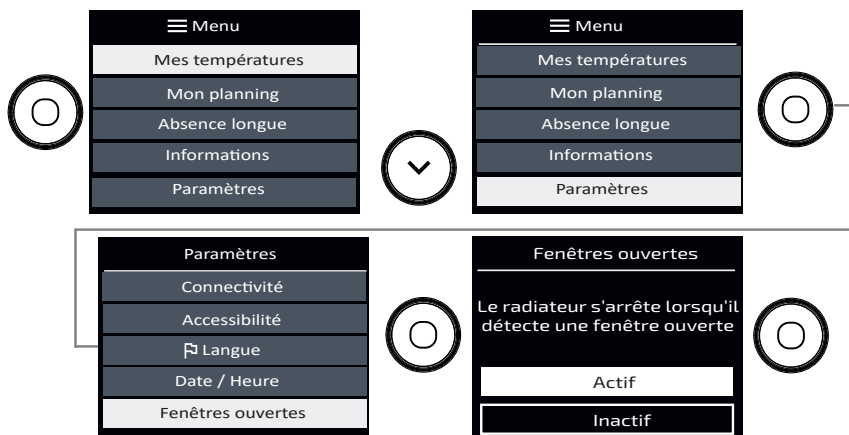 Menu
Mes températures
Mon planning
Absence longue
Informations
Paramètres
Menu
Mes températures
Mon planning
Absence longue
Informations
Paramètres
Paramètres
Connectivité
Accessibilité
Langue
Date / Heure
Fenêtres ouvertes
Fenêtres ouvertes
Le radiateur s'arrête lorsqu'il
détecte une fenêtre ouverte
Actif
Inactif